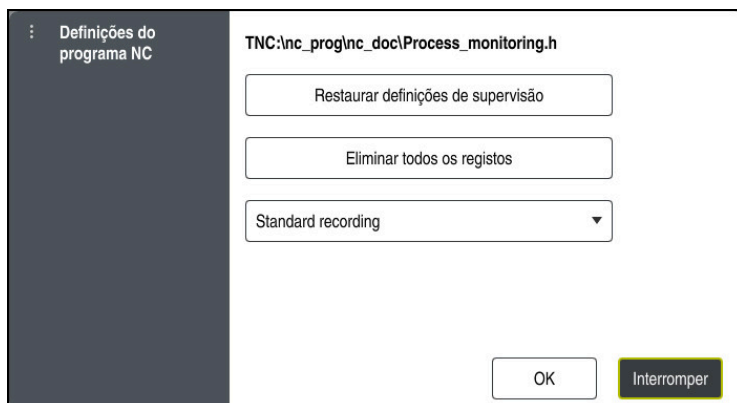 Definições do
programa NC
TNC:\nc_prog\nc_doc\Process_monitoring.h
Restaurar definições de supervisão
Eliminar todos os registos
Standard recording
OK
Interromper